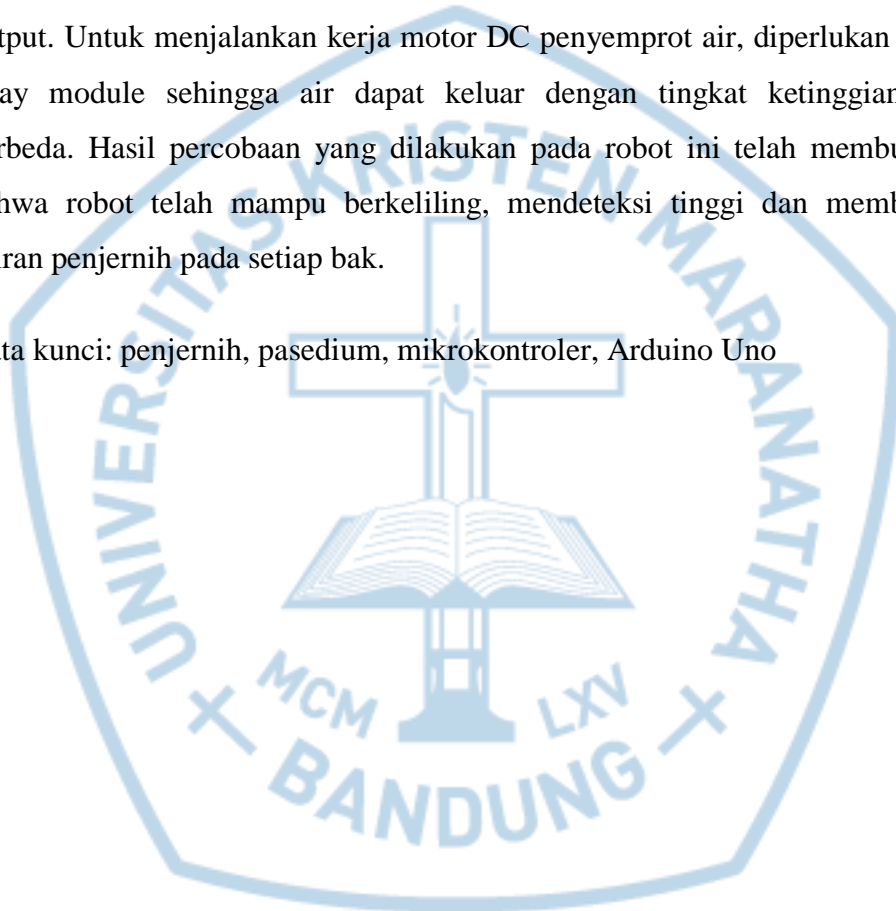 tput. Untuk menjalankan kerja motor DC penyemprot air, diperlukan
ay module sehingga air dapat keluar dengan tingkat ketinggian
rbeda. Hasil percobaan yang dilakukan pada robot ini telah membu
hwa robot telah mampu berkeliling, mendeteksi tinggi dan memb
iran penjernih pada setiap bak.
ta kunci: penjernih, pasedium, mikrokontroler, Arduino Uno
UNIVERSITAS KRISTEN MARANATHA
MCM LXV
BANDUNG